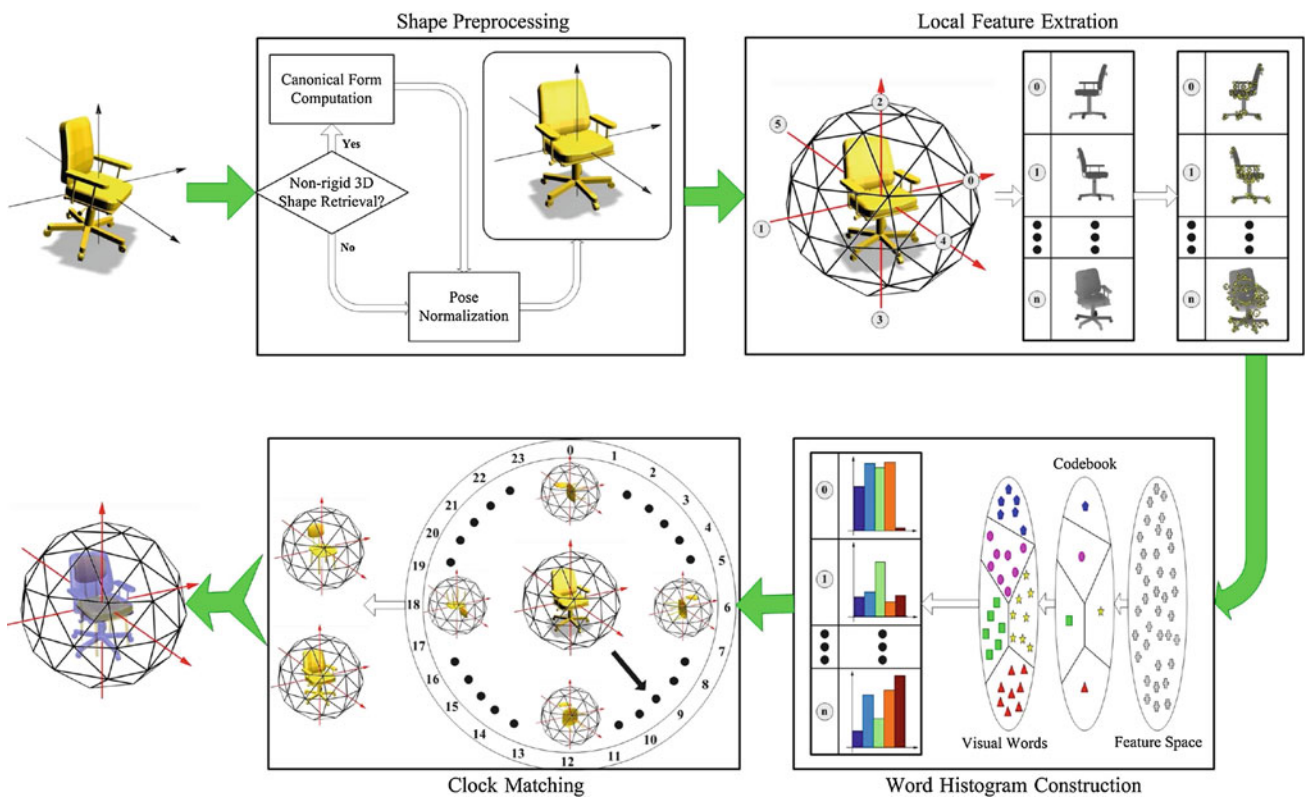 Shape Preprocessing
Local Feature Extration
Canonical Form
Computation
Yes
Non-rigid 3D
Shape Retrieval?
No
Pose
Normalization
2
5
0
1
4
3
0
1
n
0
1
n
0
1
2
3
4
5
6
7
8
9
10
11
12
13
14
15
16
17
18
19
20
21
22
23
0
1
n
Codebook
Visual Words
Feature Space
Clock Matching
Word Histogram Construction